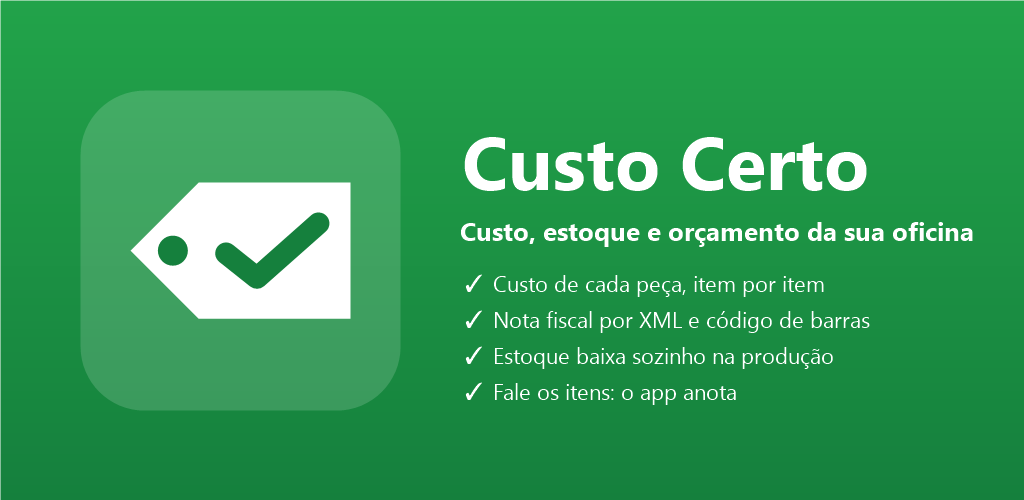 Custo Certo
Custo, estoque e orçamento da sua oficina
✓ Custo de cada peça, item por item
✓ Nota fiscal por XML e código de barras
✓ Estoque baixa sozinho na produção
✓ Fale os itens: o app anota